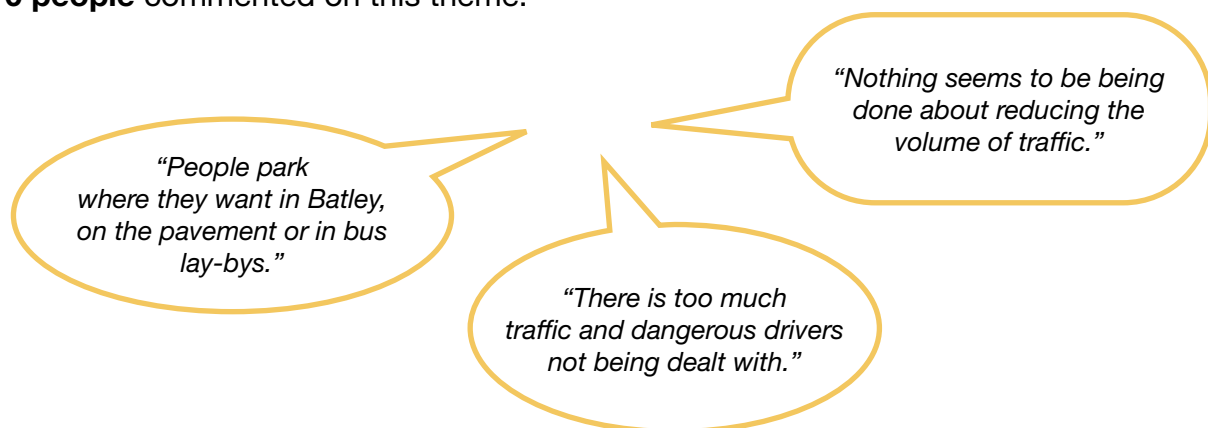 people commented on this theme.
“Nothing seems to be being
done about reducing the
volume of traffic.”
“People park
where they want in Batley,
on the pavement or in bus
lay-bys.”
“There is too much
traffic and dangerous drivers
not being dealt with.”